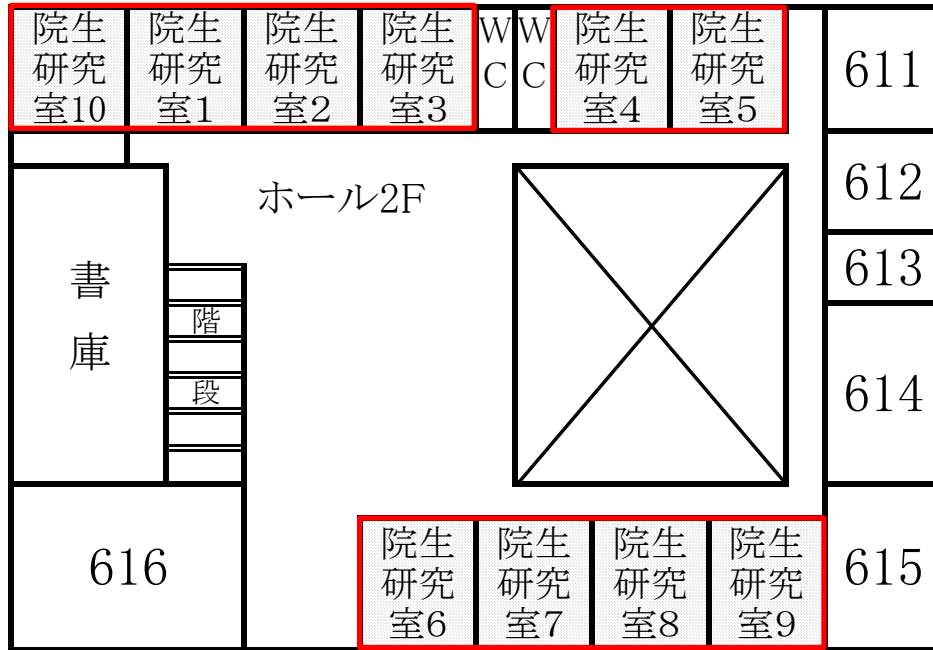 院生
研究
室10
院生
研究
室1
院生
研究
室2
院生
研究
室3
W
C
W
C
院生
研究
室4
院生
研究
室5
611
612
ホール2F
613
書
庫
階
段
614
616
院生
研究
室6
院生
研究
室7
院生
研究
室8
院生
研究
室9
615